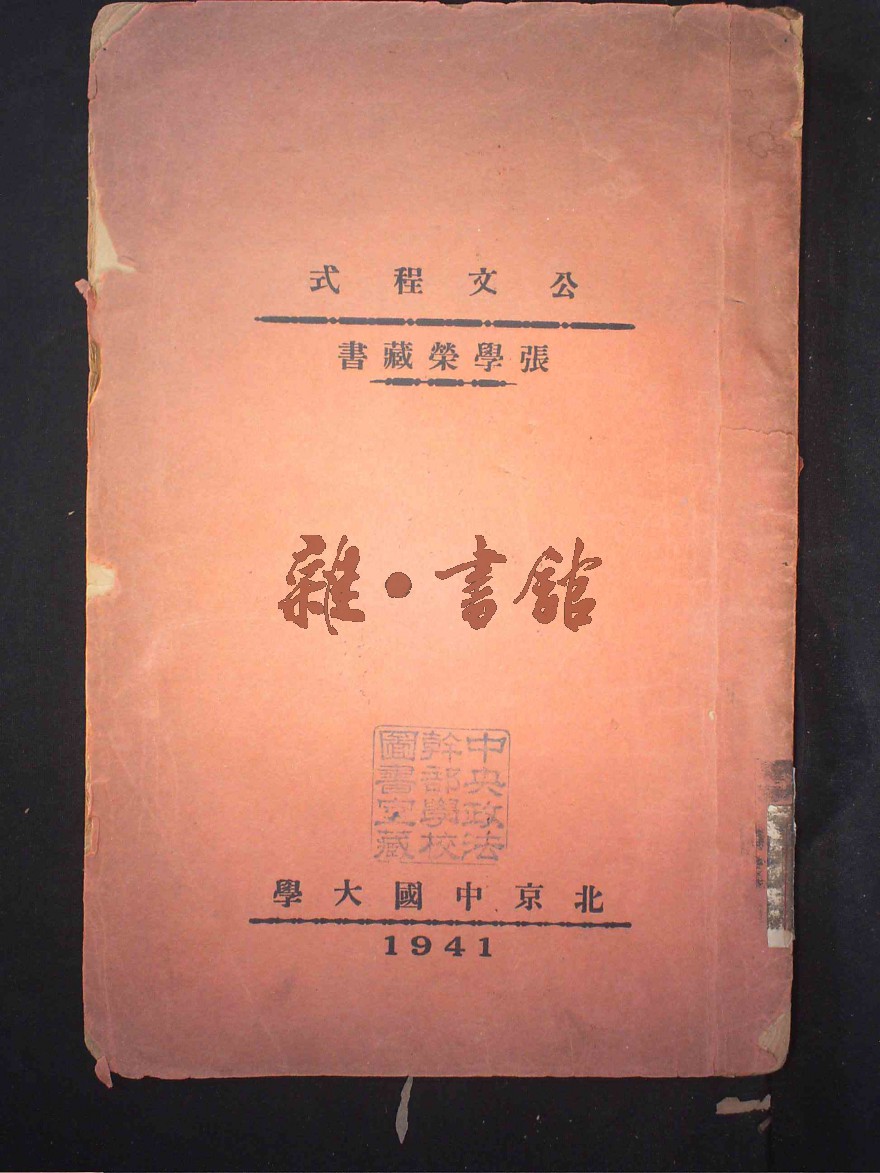 公文程式
張學榮藏書
雜·書館
中央政法
幹部學校
圖書室藏
北京中國大學
1941